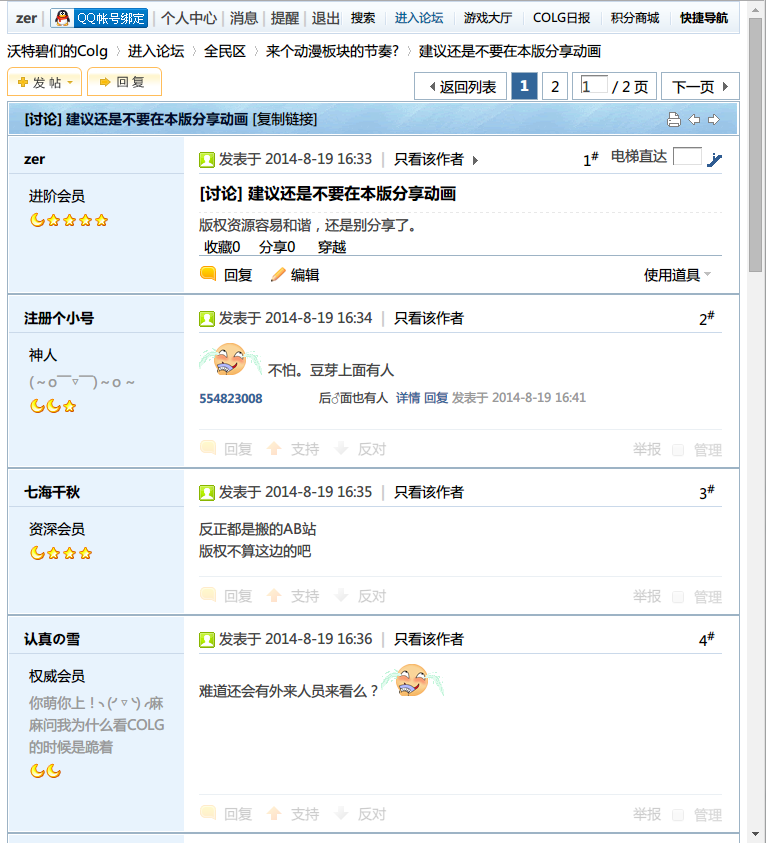 zer | QQ帐号绑定 | 个人中心 | 消息 | 提醒 | 退出 搜索 进入论坛 游戏大厅 COLG日报 积分商城 快捷导航
沃特碧们的Colg 〉进入论坛 〉全民区 〉来个动漫板块的节奏? 〉建议还是不要在本版分享动画
发帖 回复 返回列表 1 2 1 / 2 页 下一页
[讨论] 建议还是不要在本版分享动画 [复制链接]
zer
进阶会员
发表于 2014-8-19 16:33 | 只看该作者 1# 电梯直达
[讨论] 建议还是不要在本版分享动画
版权资源容易和谐，还是别分享了。
收藏0 分享0 穿越
回复 编辑 使用道具
注册个小号
神人
(～o￣▽￣)～o ～
发表于 2014-8-19 16:34 | 只看该作者 2#
不怕。豆芽上面有人
554823008 后♂面也有人 详情 回复 发表于 2014-8-19 16:41
回复 支持 反对 举报 管理
七海千秋
资深会员
发表于 2014-8-19 16:35 | 只看该作者 3#
反正都是搬的AB站
版权不算这边的吧
回复 支持 反对 举报 管理
认真の雪
权威会员
你萌你上！ヽ(ˊ▽ˋ)ノ麻
麻问我为什么看COLG
的时候是跪着
发表于 2014-8-19 16:36 | 只看该作者 4#
难道还会有外来人员来看么？
回复 支持 反对 举报 管理